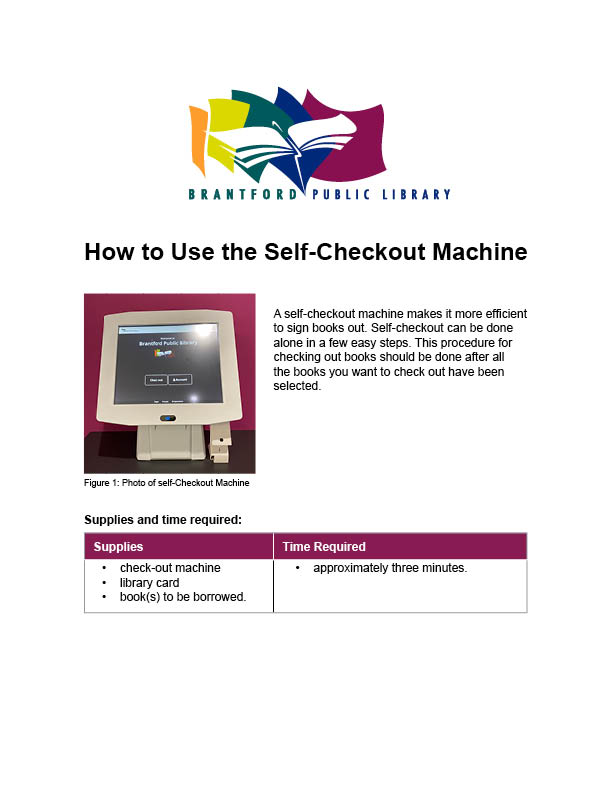 BRANTFORD PUBLIC LIBRARY
How to Use the Self-Checkout Machine
Brantford Public Library
Check out
Account
A self-checkout machine makes it more efficient
to sign books out. Self-checkout can be done
alone in a few easy steps. This procedure for
checking out books should be done after all
the books you want to check out have been
selected.
Figure 1: Photo of self-Checkout Machine
Supplies and time required:
Supplies
Time Required
• check-out machine
• library card
• book(s) to be borrowed.
• approximately three minutes.